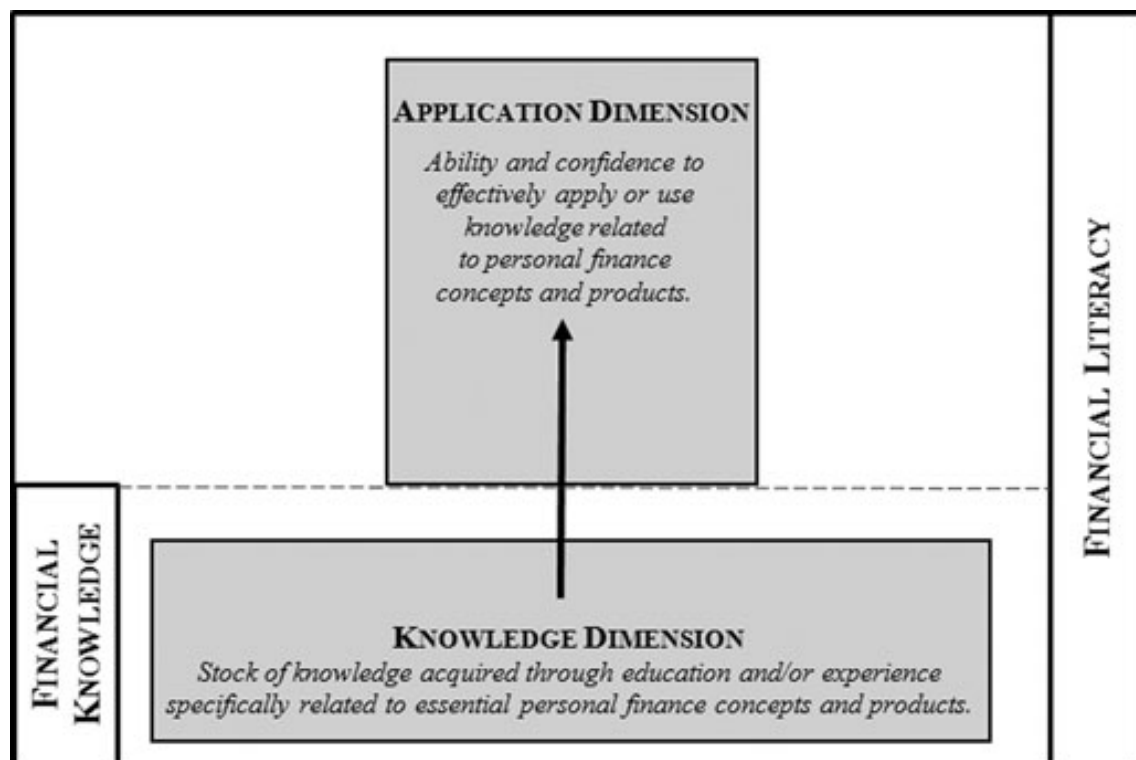 APPLICATION DIMENSION
Ability and confidence to
effectively apply or use
knowledge related
to personal finance
concepts and products.
FINANCIAL LITERACY
FINANCIAL
KNOWLEDGE
KNOWLEDGE DIMENSION
Stock of knowledge acquired through education and/or experience
specifically related to essential personal finance concepts and products.